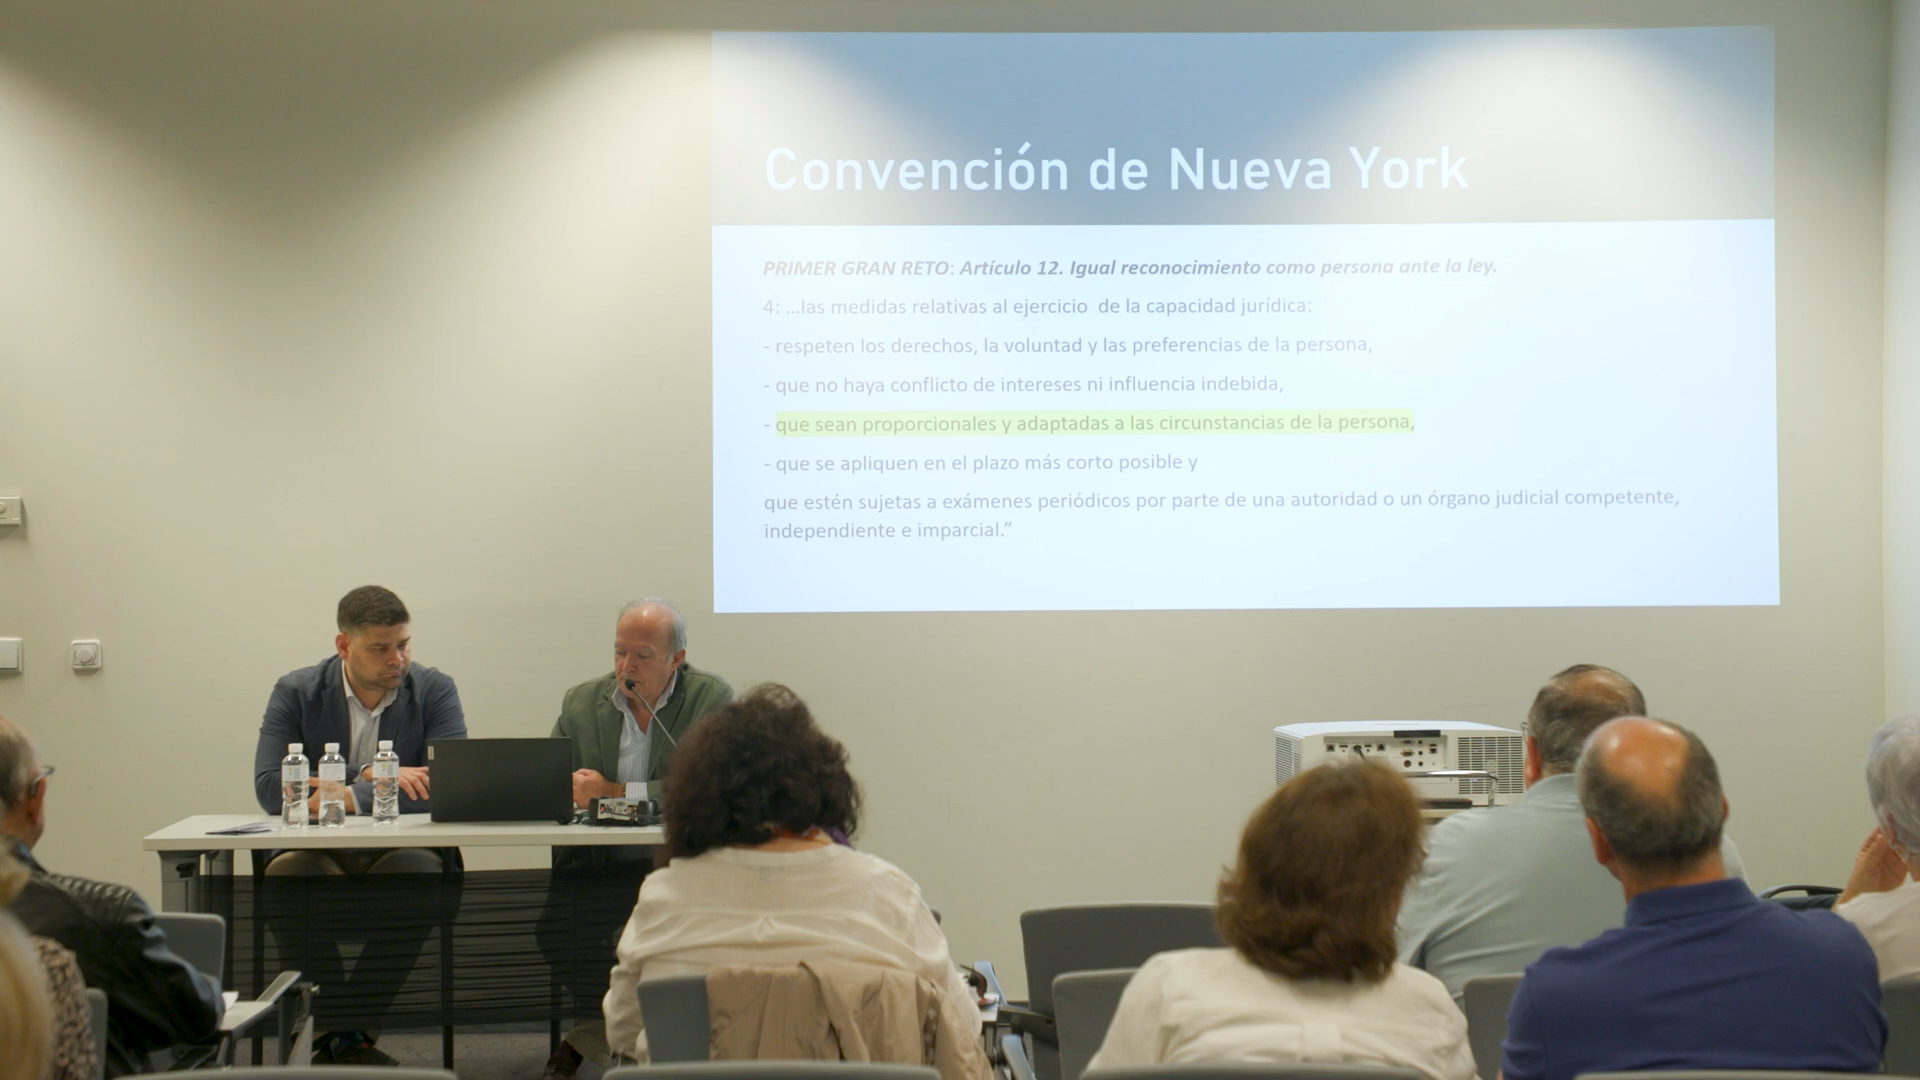 Convención de Nueva York
PRIMER GRAN RETO: Artículo 12. Igual reconocimiento como persona ante la ley.
4: ...las medidas relativas al ejercicio de la capacidad jurídica:
- respeten los derechos, la voluntad y las preferencias de la persona,
- que no haya conflicto de intereses ni influencia indebida,
- que sean proporcionales y adaptadas a las circunstancias de la persona,
- que se apliquen en el plazo más corto posible y
que estén sujetas a exámenes periódicos por parte de una autoridad o un órgano judicial competente,
independiente e imparcial.”